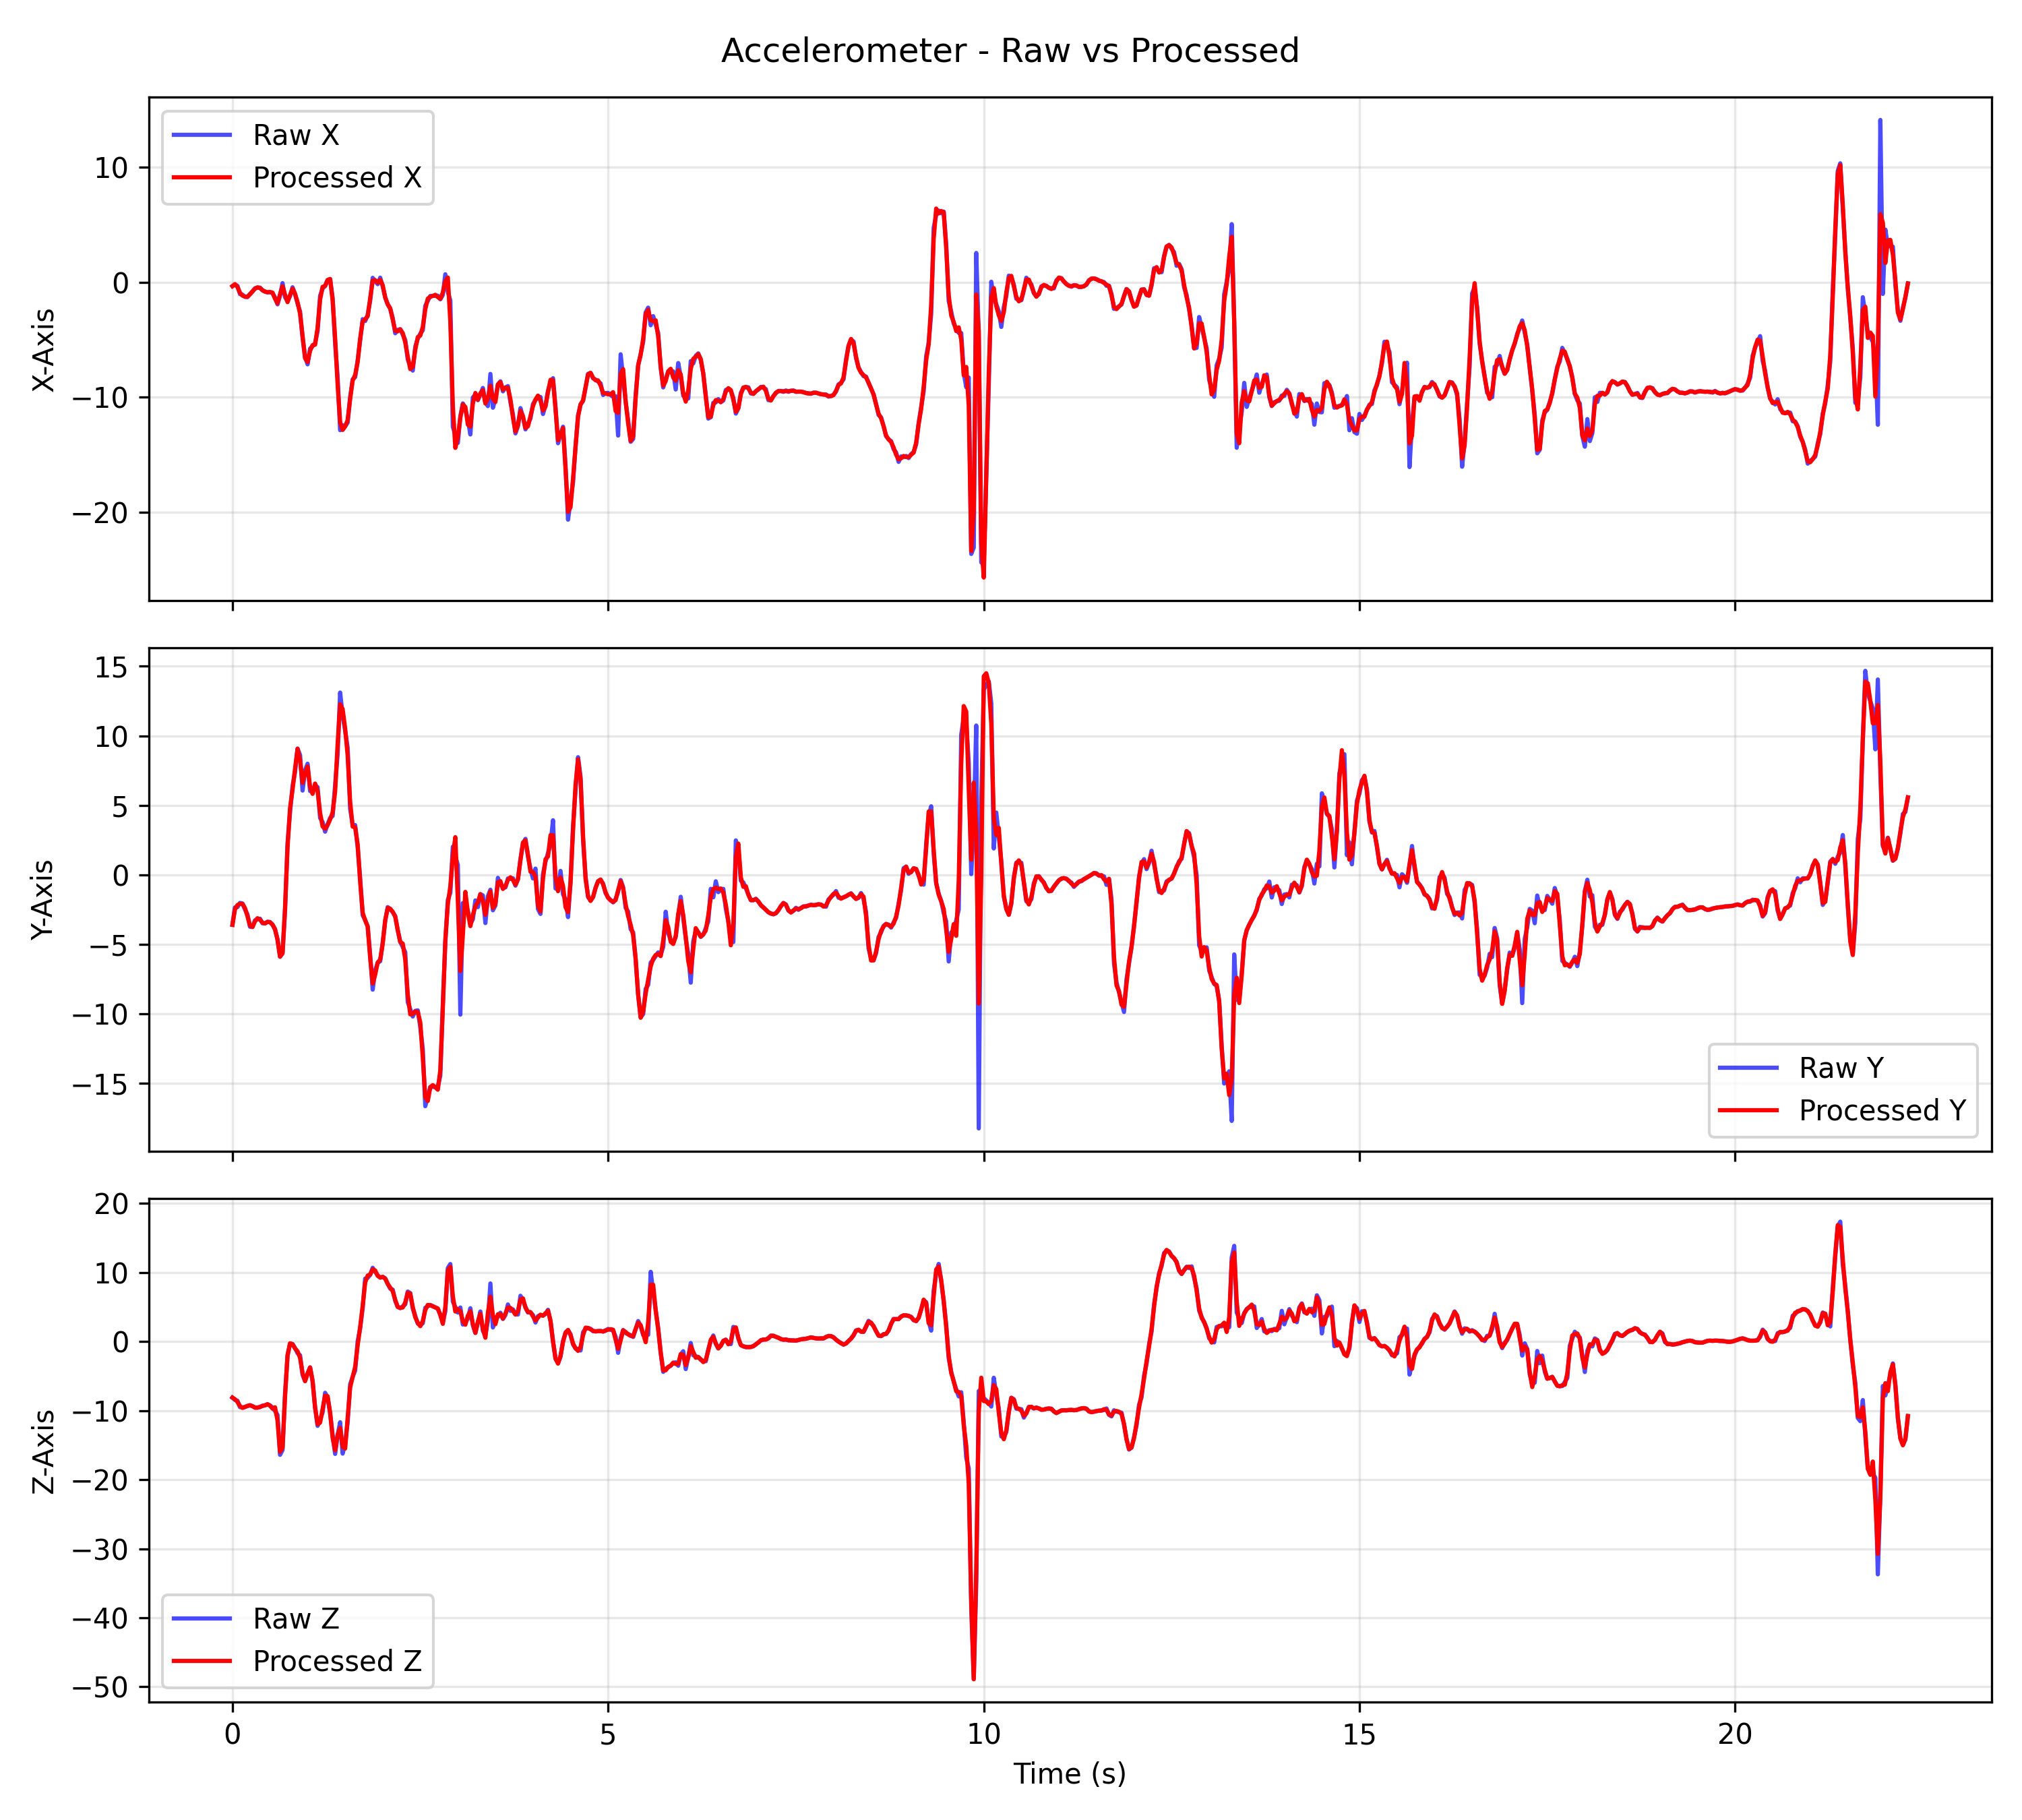 Accelerometer - Raw vs Processed
Raw X
Processed X
10
0
−10
−20
X-Axis
15
10
5
0
−5
−10
−15
Y-Axis
Raw Y
Processed Y
20
10
0
−10
−20
−30
−40
−50
Z-Axis
Raw Z
Processed Z
0 5 10 15 20
Time (s)